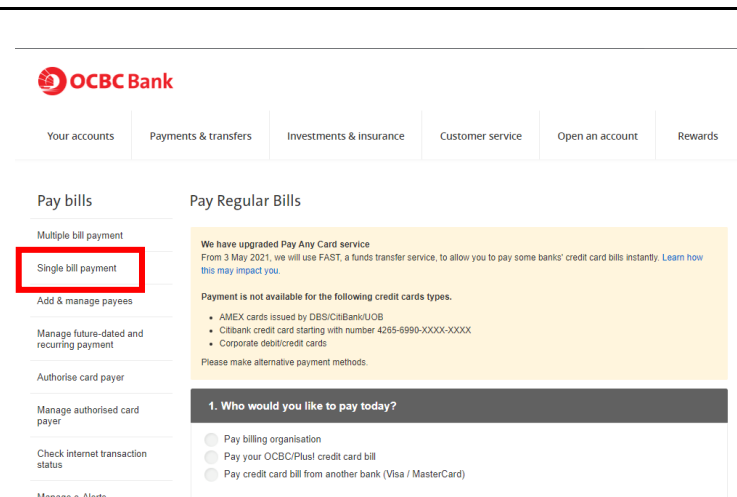 OCBC Bank
Your accounts Payments & transfers Investments & insurance Customer service Open an account Rewards
Pay bills
Multiple bill payment
Single bill payment
Add & manage payees
Manage future-dated and
recurring payment
Authorise card payer
Manage authorised card
payer
Check internet transaction
status
Manage e-Alerts
Pay Regular Bills
We have upgraded Pay Any Card service
From 3 May 2021, we will use FAST, a funds transfer service, to allow you to pay some banks' credit card bills instantly. Learn how
this may impact you.
Payment is not available for the following credit cards types.
• AMEX cards issued by DBS/CitiBank/UOB
• Citibank credit card starting with number 4265-6990-XXXX-XXXX
• Corporate debit/credit cards
Please make alternative payment methods.
1. Who would you like to pay today?
Pay billing organisation
Pay your OCBC/Plus! credit card bill
Pay credit card bill from another bank (Visa / MasterCard)